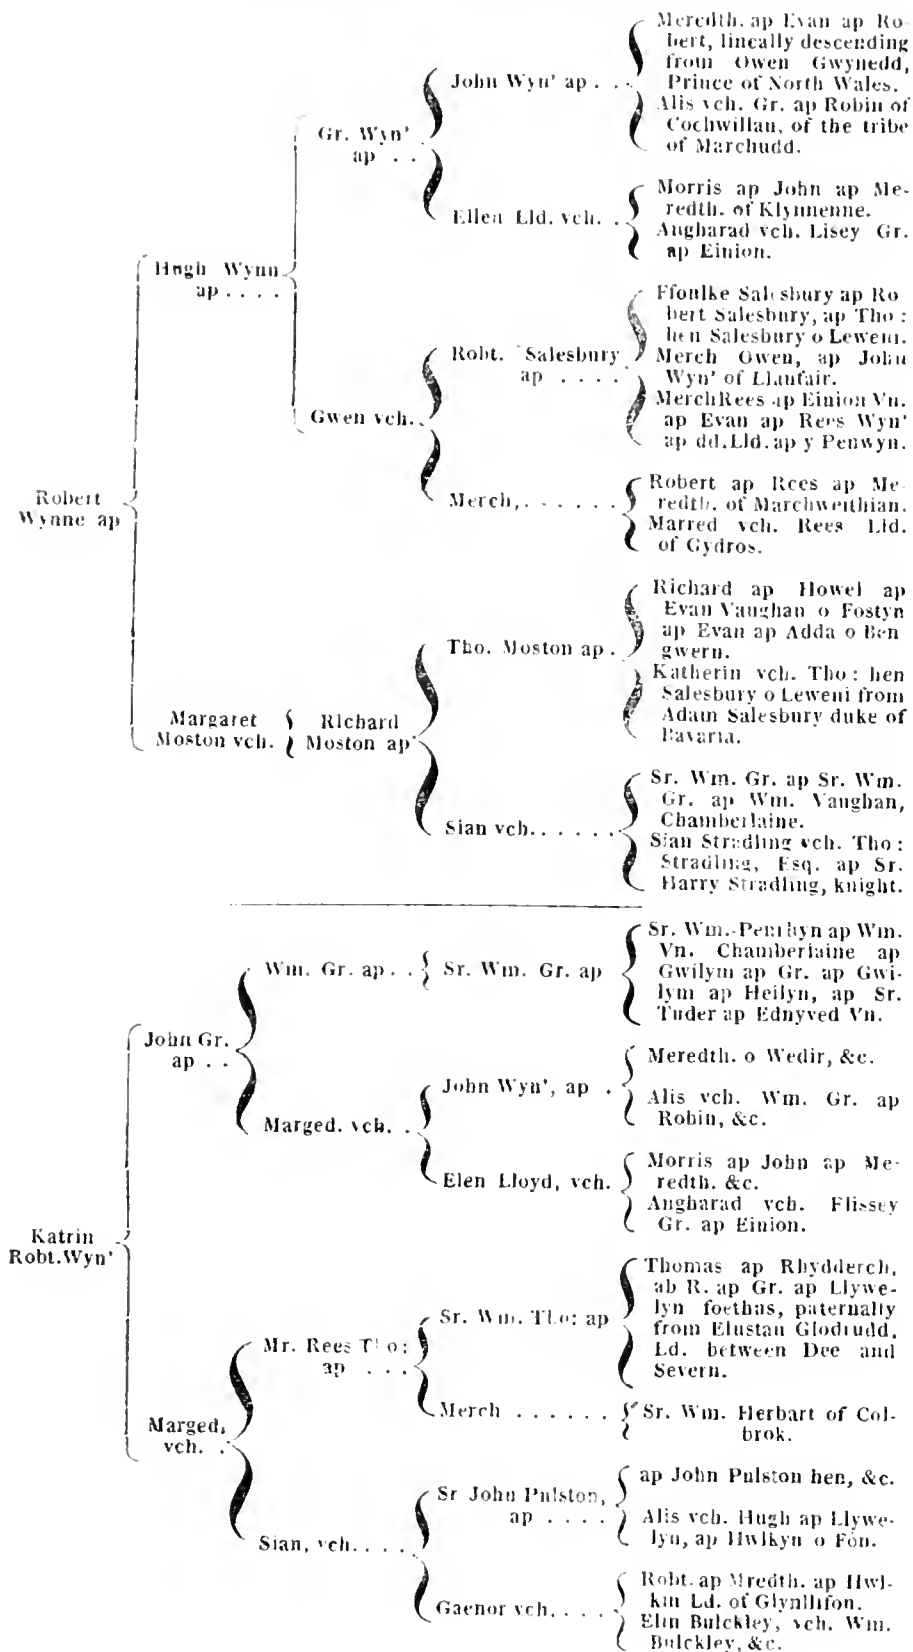 Meredth. ap Evan ap Ro-
bert, lineally descending
from Owen Gwynedd,
Prince of North Wales.
John Wyn' ap . .
Alis vch. Gr. ap Robin of
Cochwillan, of the tribe
of Marchudd.
Gr. Wyn'
ap . .
Morris ap John ap Me-
redth. of Klynnenne.
Ellen Lld. vch. .
Angharad vch. Lisey Gr.
ap Einion.
Hugh Wynn
ap . . . .
Ffoulke Salesbury ap Ro
bert Salesbury, ap Tho:
hen Salesbury o Leweni.
Robt. Salesbury
ap . . . .
Merch Gwen, ap John
Wyn' of Llanfair.
Merch Rees ap Einion Vn.
ap Evan ap Rees Wyn'
ap dd. Lld. ap y Penwyn.
Gwen vch.
Robert ap Rees ap Me-
redth. of Marchweithian.
Merch, . . . . . .
Marred vch. Rees Lld.
of Gydros.
Robert
Wynne ap
Richard ap Howel ap
Evan Vaughan o Fostyn
ap Evan ap Adda o Ben
gwern.
Tho. Moston ap .
Katherin vch. Tho: hen
Salesbury o Leweni from
Adam Salesbury duke of
Bavaria.
Margaret
Moston vch.
Richard
Moston ap
Sr. Wm. Gr. ap Sr. Wm.
Gr. ap Wm. Vaughan,
Chamberlaine.
Sian vch. . . . . .
Sian Stradling vch. Tho:
Stradling, Esq. ap Sr.
Harry Stradling, knight.
Wm. Gr. ap . .
Sr. Wm. Gr. ap
Sr. Wm. Penrhyn ap Wm.
Vn. Chamberlaine ap
Gwilym ap Gr. ap Gwi-
lym ap Heilyn, ap Sr.
Tuder ap Ednyved Vn.
John Gr.
ap . .
Meredth. o Wedir, &c.
John Wyn', ap .
Alis vch. Wm. Gr. ap
Robin, &c.
Marged. vch. .
Morris ap John ap Me-
redth. &c.
Elen Lloyd, vch.
Angharad vch. Flissey
Gr. ap Einion.
Katrin
Robt. Wyn'
Thomas ap Rhydderch,
ab R. ap Gr. ap Llywe-
lyn foethas, paternally
from Elustan Glodrudd,
Ld. between Dee and
Severn.
Sr. Wm. Tho: ap
Mr. Rees Tho:
ap . . .
Merch . . . . . .
Sr. Wm. Herbart of Col-
brok.
Marged,
vch. .
ap John Pulston hen, &c.
Sr John Pulston,
ap . . . .
Alis vch. Hugh ap Llywe-
lyn, ap Hwlkyn o Fôn.
Sian, vch. . . .
Robt. ap Mredth. ap Hwl-
kin Ld. of Glynllifon.
Gaenor vch. . . .
Elin Bulckley, vch. Wm.
Bulckley, &c.